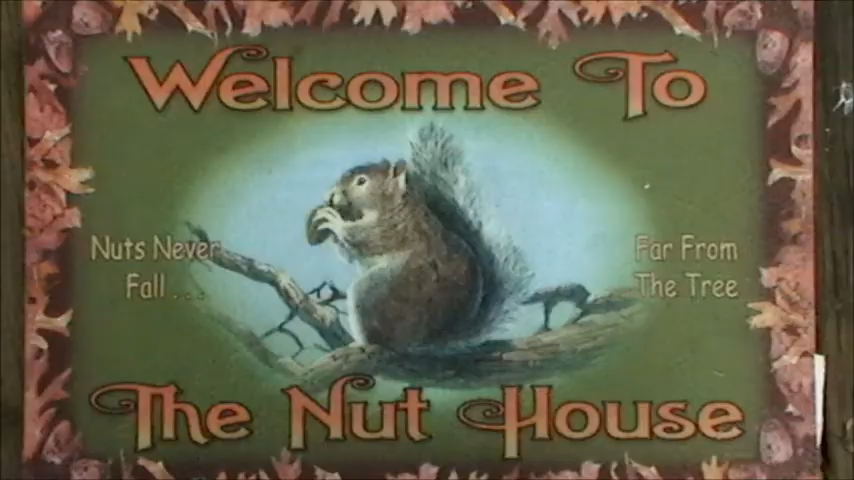 Welcome To
Nuts Never
Fall . . .
Far From
The Tree
The Nut House